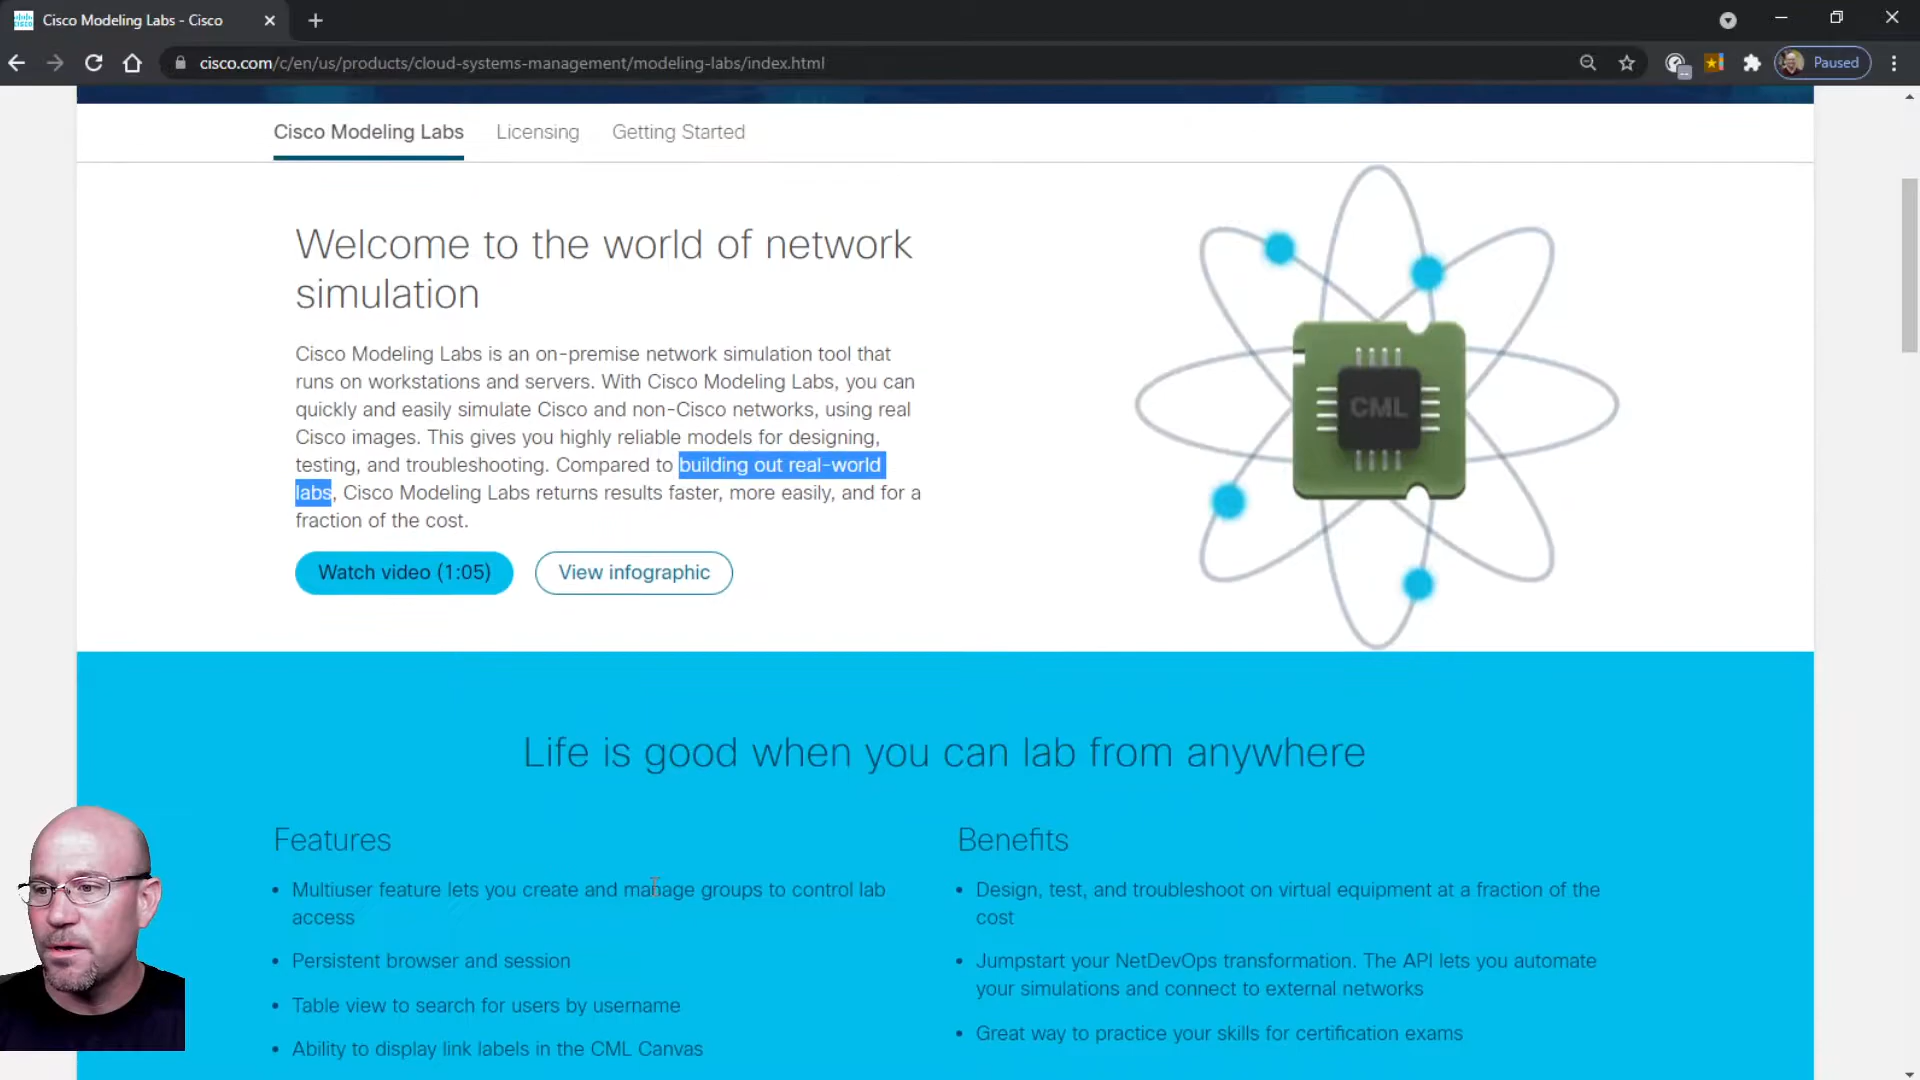 Cisco Modeling Labs - Cisco
cisco.com/c/en/us/products/cloud-systems-management/modeling-labs/index.html
Paused
Cisco Modeling Labs Licensing Getting Started
Welcome to the world of network
simulation
Cisco Modeling Labs is an on-premise network simulation tool that
runs on workstations and servers. With Cisco Modeling Labs, you can
quickly and easily simulate Cisco and non-Cisco networks, using real
Cisco images. This gives you highly reliable models for designing,
testing, and troubleshooting. Compared to building out real-world
labs, Cisco Modeling Labs returns results faster, more easily, and for a
fraction of the cost.
Watch video (1:05) View infographic
CML
Life is good when you can lab from anywhere
Features
Multiuser feature lets you create and manage groups to control lab
access
Persistent browser and session
Table view to search for users by username
Ability to display link labels in the CML Canvas
Benefits
Design, test, and troubleshoot on virtual equipment at a fraction of the
cost
Jumpstart your NetDevOps transformation. The API lets you automate
your simulations and connect to external networks
Great way to practice your skills for certification exams